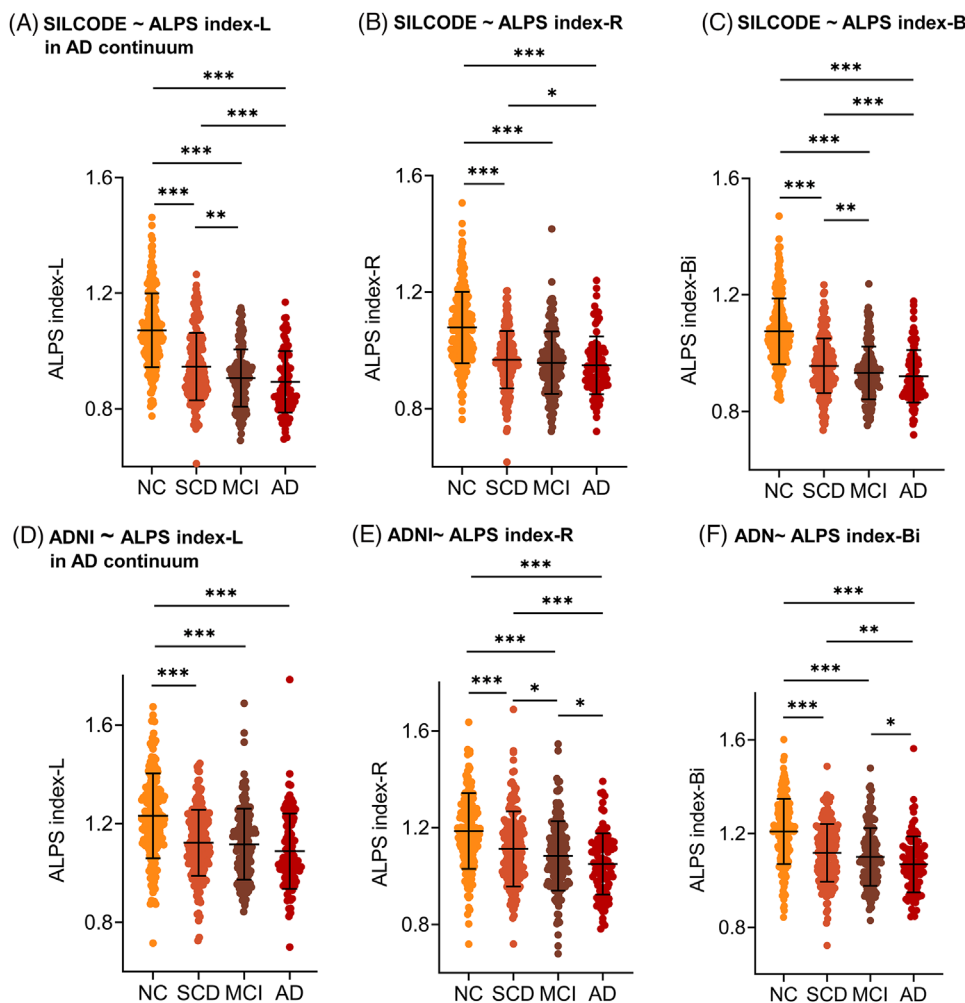 (A) SILCODE ~ ALPS index-L
in AD continuum
***
***
***
***
**
1.6
1.2
0.8
ALPS index-L
NC SCD MCI AD
(B) SILCODE ~ ALPS index-R
***
*
***
***
1.6
1.2
0.8
ALPS index-R
NC SCD MCI AD
(C) SILCODE ~ ALPS index-B
***
***
***
***
**
1.6
1.2
0.8
ALPS index-Bi
NC SCD MCI AD
(D) ADNI ~ ALPS index-L
in AD continuum
***
***
***
1.6
1.2
0.8
ALPS index-L
NC SCD MCI AD
(E) ADNI~ ALPS index-R
***
***
***
***
*
*
1.6
1.2
0.8
ALPS index-R
NC SCD MCI AD
(F) ADN~ ALPS index-Bi
***
**
***
***
*
1.6
1.2
0.8
ALPS index-Bi
NC SCD MCI AD